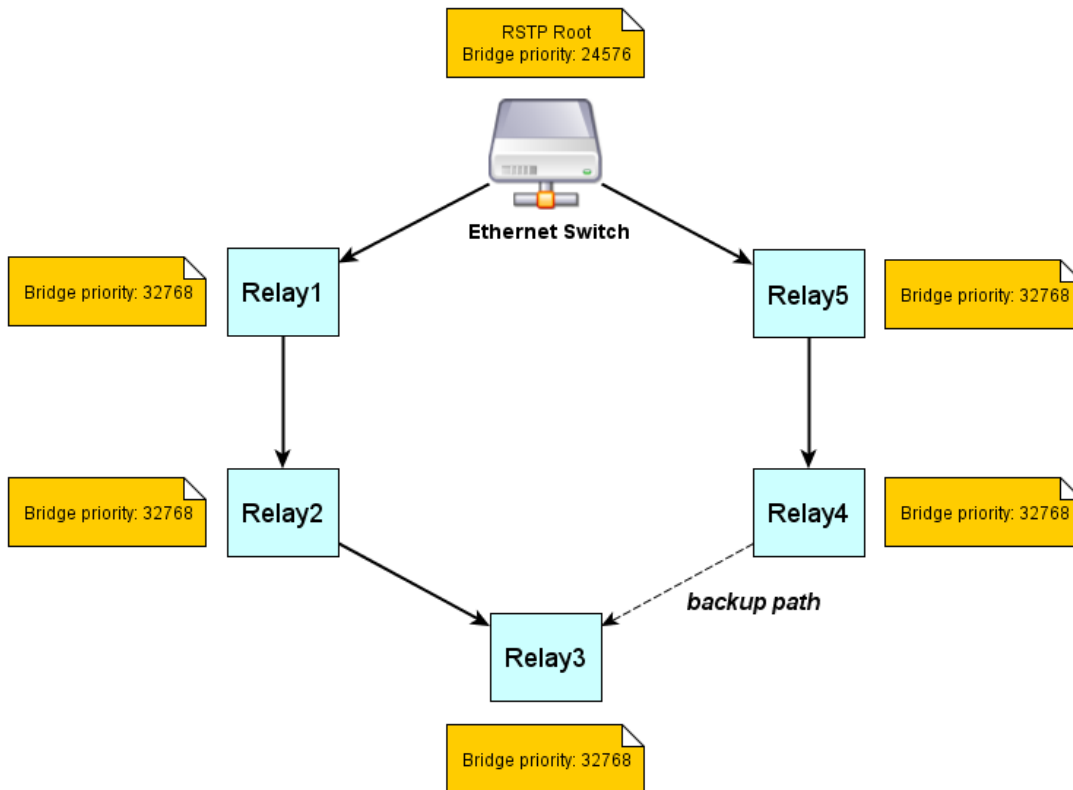 RSTP Root
Bridge priority: 24576
Ethernet Switch
Bridge priority: 32768
Relay1
Relay5
Bridge priority: 32768
Bridge priority: 32768
Relay2
Relay4
Bridge priority: 32768
backup path
Relay3
Bridge priority: 32768